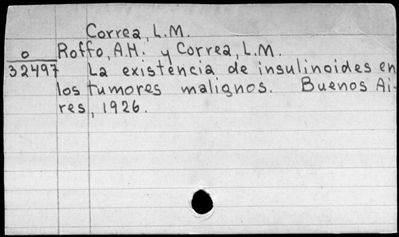 Correa, L.M.
o Roffo, A.H. y Correa, L.M.
32497 La existencia de insulinoides en
los tumores malignos. Buenos Ai-
res, 1926.